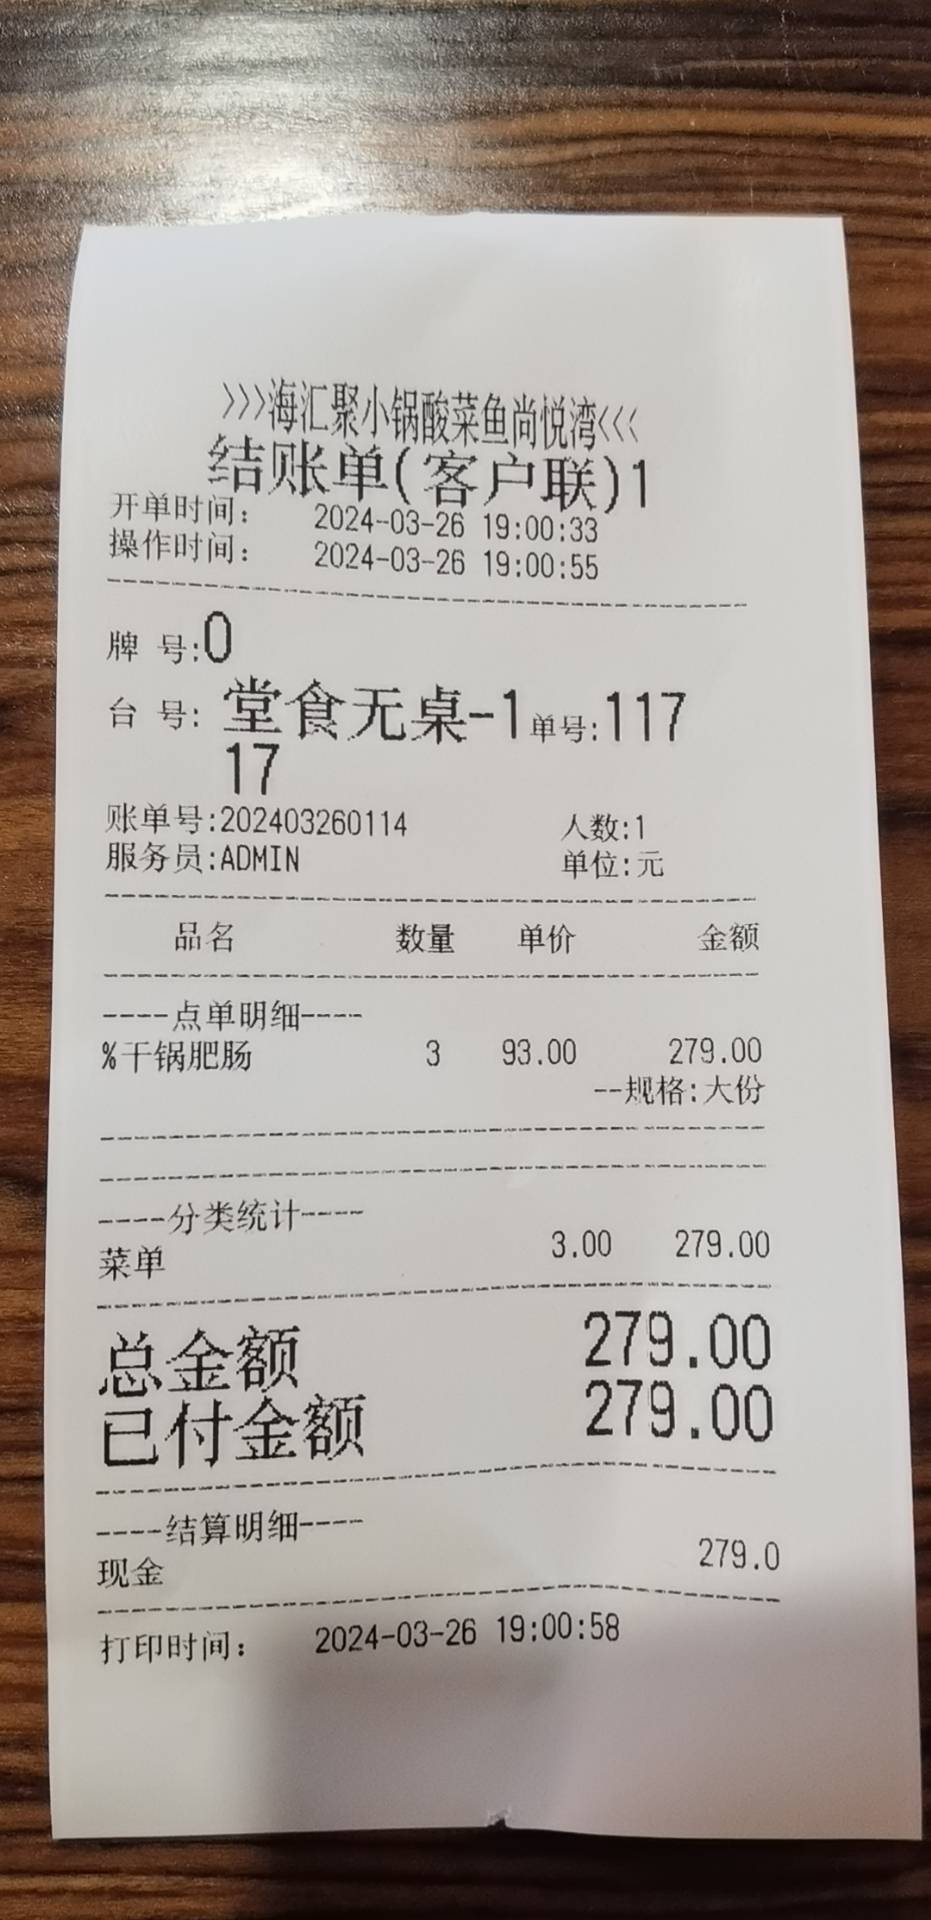 >>>海汇聚小锅酸菜鱼尚悦湾<<<
结账单(客户联)1
开单时间: 2024-03-26 19:00:33
操作时间: 2024-03-26 19:00:55
牌 号:0
台 号: 堂食无桌-1 单号:117
17
账单号:202403260114 人数:1
服务员:ADMIN 单位:元
品名 数量 单价 金额
----点单明细----
%干锅肥肠 3 93.00 279.00
--规格:大份
----分类统计----
菜单 3.00 279.00
总金额 279.00
已付金额 279.00
----结算明细----
现金 279.0
打印时间: 2024-03-26 19:00:58